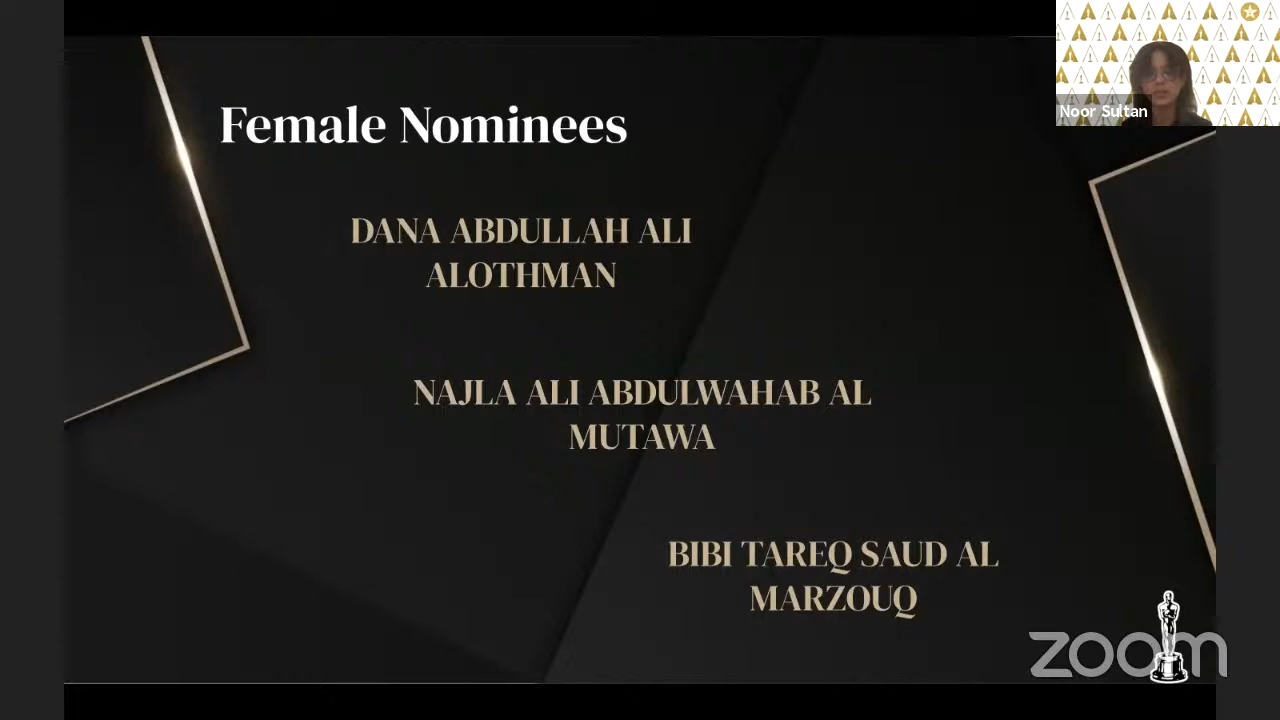 Female Nominees
DANA ABDULLAH ALI
ALOTHMAN
NAJLA ALI ABDULWAHAB AL
MUTAWA
BIBI TAREQ SAUD AL
MARZOUQ
Noor Sultan
zoom